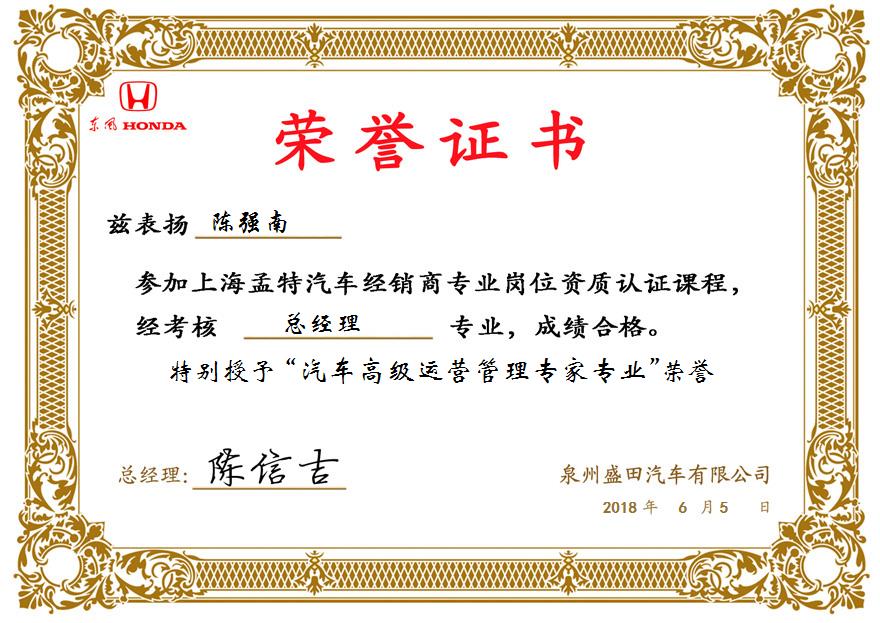 东风 HONDA
荣誉证书
兹表扬 陈强南
参加上海孟特汽车经销商专业岗位资质认证课程，
经考核 总经理 专业，成绩合格。
特别授予“汽车高级运营管理专家专业”荣誉
总经理: 陈信吉
泉州盛田汽车有限公司
2018 年 6 月 5 日